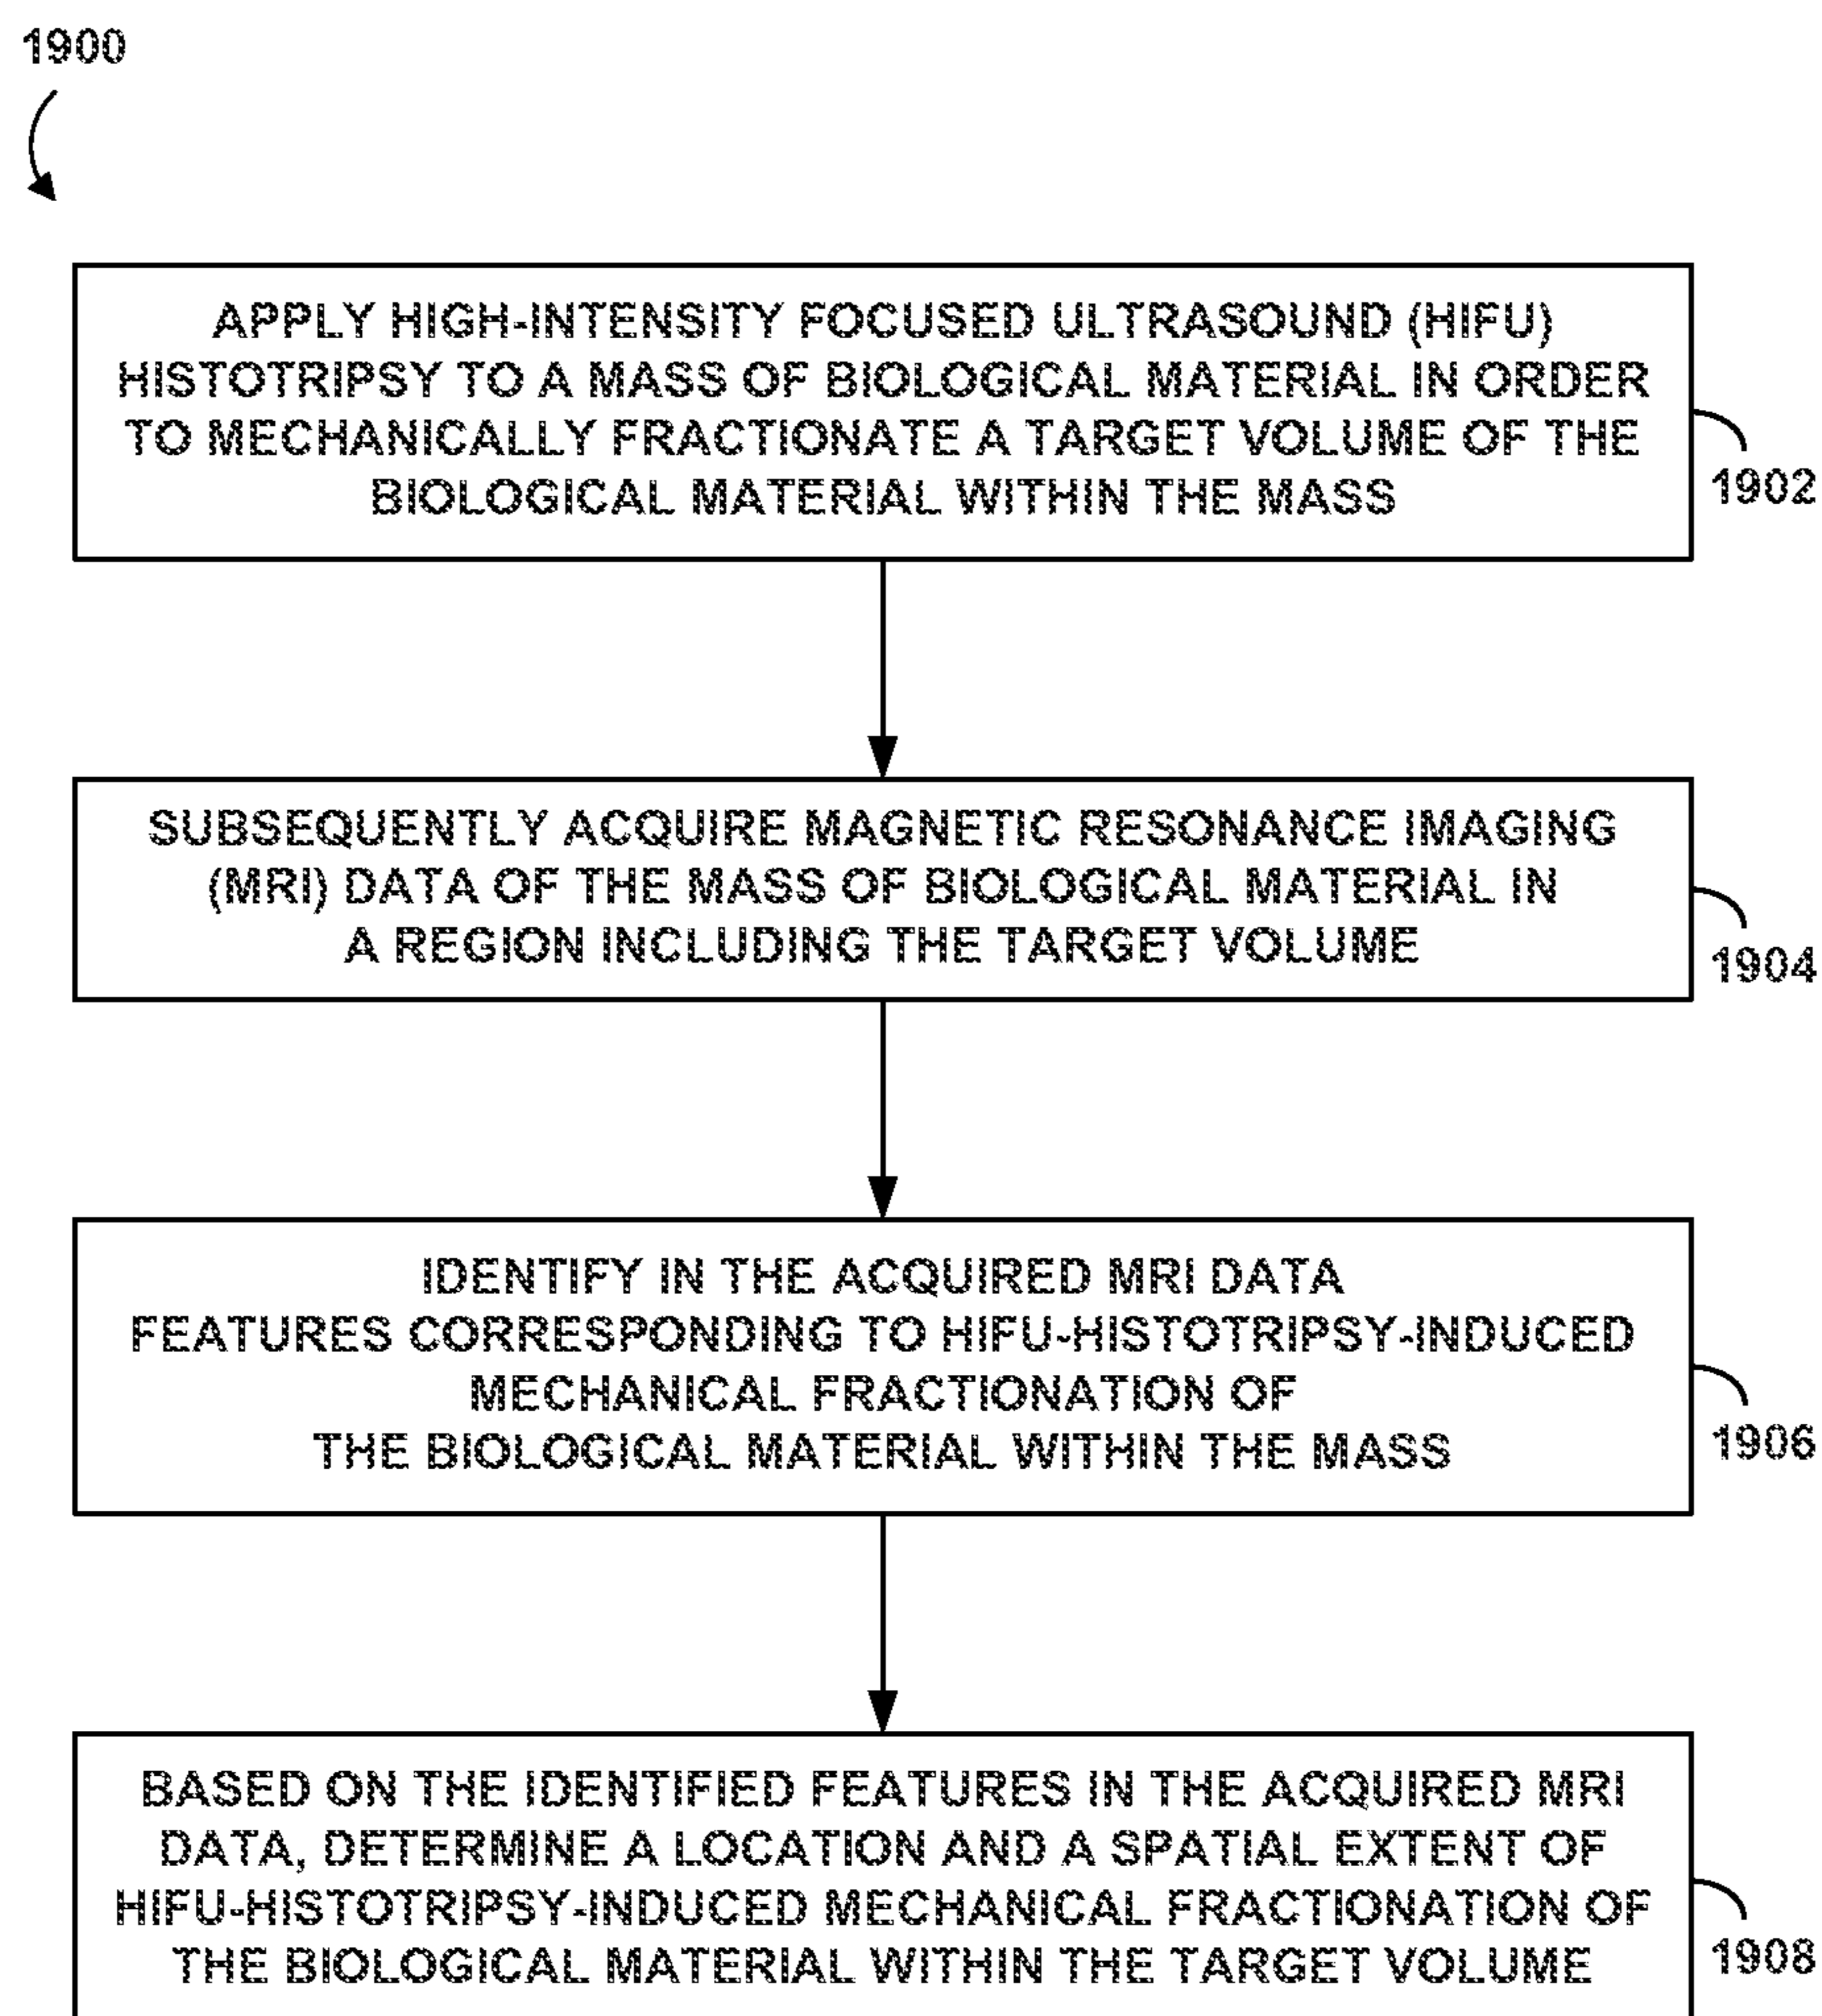 1900
APPLY HIGH-INTENSITY FOCUSED ULTRASOUND (HIFU)
HISTOTRIPSY TO A MASS OF BIOLOGICAL MATERIAL IN ORDER
TO MECHANICALLY FRACTIONATE A TARGET VOLUME OF THE
BIOLOGICAL MATERIAL WITHIN THE MASS
1902
SUBSEQUENTLY ACQUIRE MAGNETIC RESONANCE IMAGING
(MRI) DATA OF THE MASS OF BIOLOGICAL MATERIAL IN
A REGION INCLUDING THE TARGET VOLUME
1904
IDENTIFY IN THE ACQUIRED MRI DATA
FEATURES CORRESPONDING TO HIFU-HISTOTRIPSY-INDUCED
MECHANICAL FRACTIONATION OF
THE BIOLOGICAL MATERIAL WITHIN THE MASS
1906
BASED ON THE IDENTIFIED FEATURES IN THE ACQUIRED MRI
DATA, DETERMINE A LOCATION AND A SPATIAL EXTENT OF
HIFU-HISTOTRIPSY-INDUCED MECHANICAL FRACTIONATION OF
THE BIOLOGICAL MATERIAL WITHIN THE TARGET VOLUME
1908